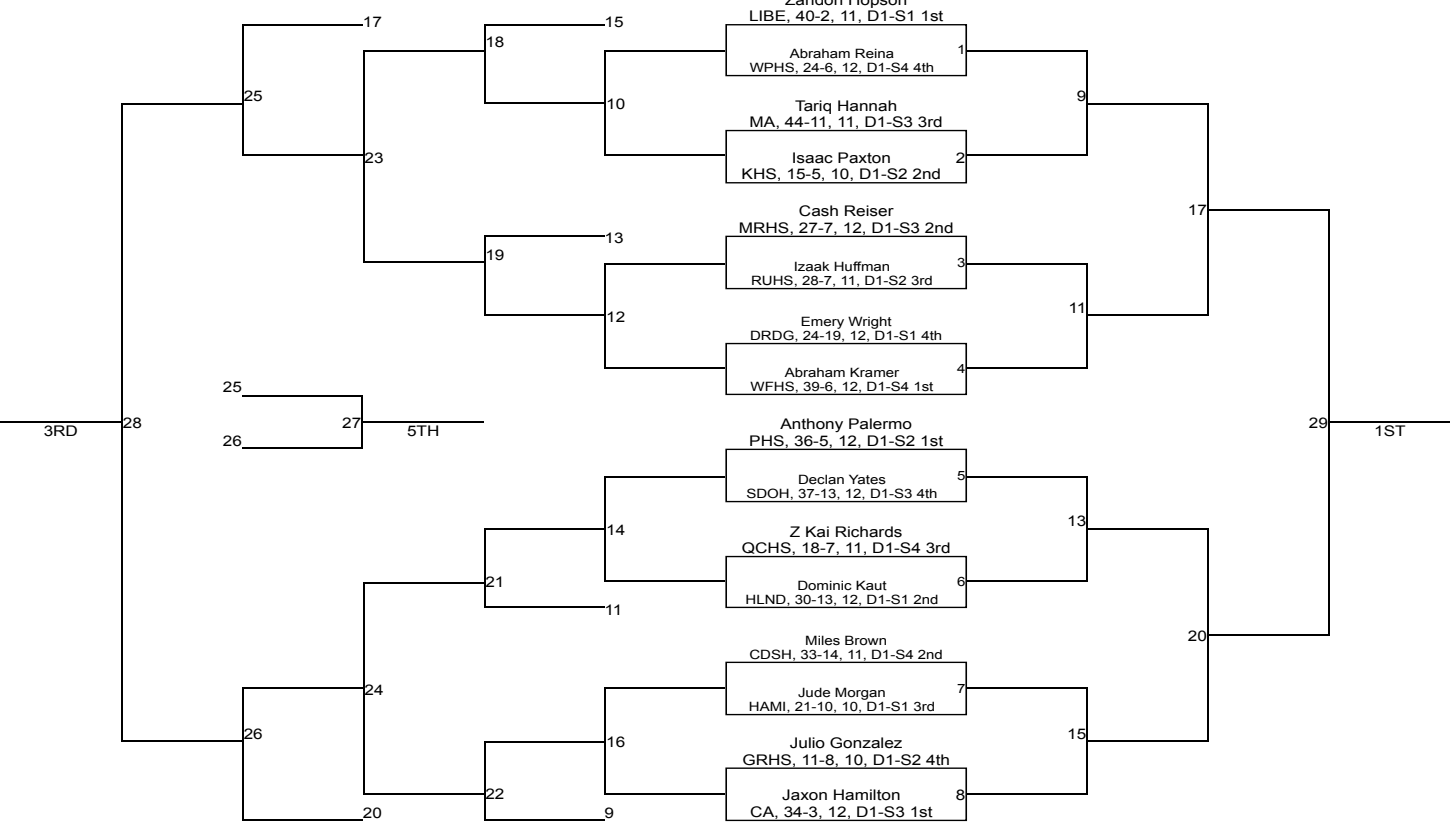 Zandon Hopson
LIBE, 40-2, 11, D1-S1 1st
17
15
18
Abraham Reina
1
WPHS, 24-6, 12, D1-S4 4th
25
9
10
Tariq Hannah
MA, 44-11, 11, D1-S3 3rd
23
Isaac Paxton
2
KHS, 15-5, 10, D1-S2 2nd
Cash Reiser
17
MRHS, 27-7, 12, D1-S3 2nd
13
19
Izaak Huffman
3
RUHS, 28-7, 11, D1-S2 3rd
11
12
Emery Wright
DRDG, 24-19, 12, D1-S1 4th
Abraham Kramer
4
WFHS, 39-6, 12, D1-S4 1st
25
28
27
3RD
5TH
26
Anthony Palermo
29
1ST
PHS, 36-5, 12, D1-S2 1st
Declan Yates
5
SDOH, 37-13, 12, D1-S3 4th
13
14
Z Kai Richards
QCHS, 18-7, 11, D1-S4 3rd
21
Dominic Kaut
6
HLND, 30-13, 12, D1-S1 2nd
11
20
Miles Brown
CDSH, 33-14, 11, D1-S4 2nd
24
Jude Morgan
7
HAMI, 21-10, 10, D1-S1 3rd
26
15
16
Julio Gonzalez
GRHS, 11-8, 10, D1-S2 4th
22
Jaxon Hamilton
8
CA, 34-3, 12, D1-S3 1st
20
9